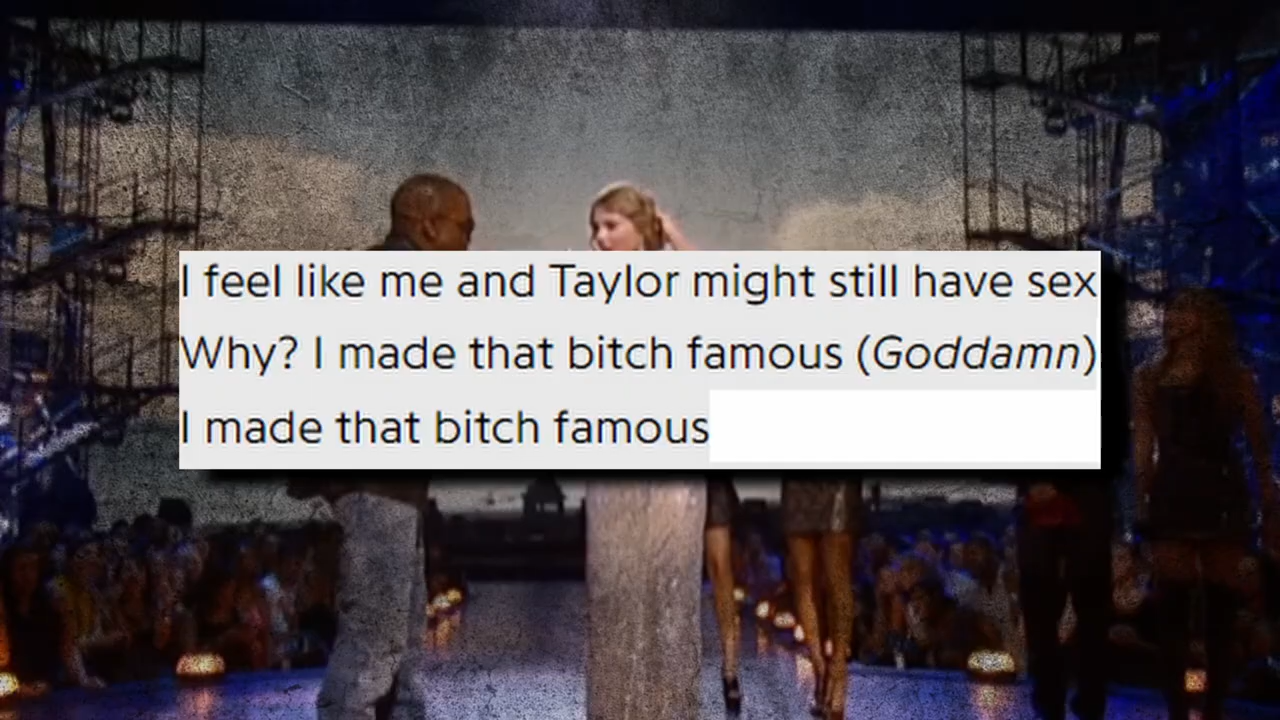 I feel like me and Taylor might still have sex
Why? I made that bitch famous (Goddamn)
I made that bitch famous